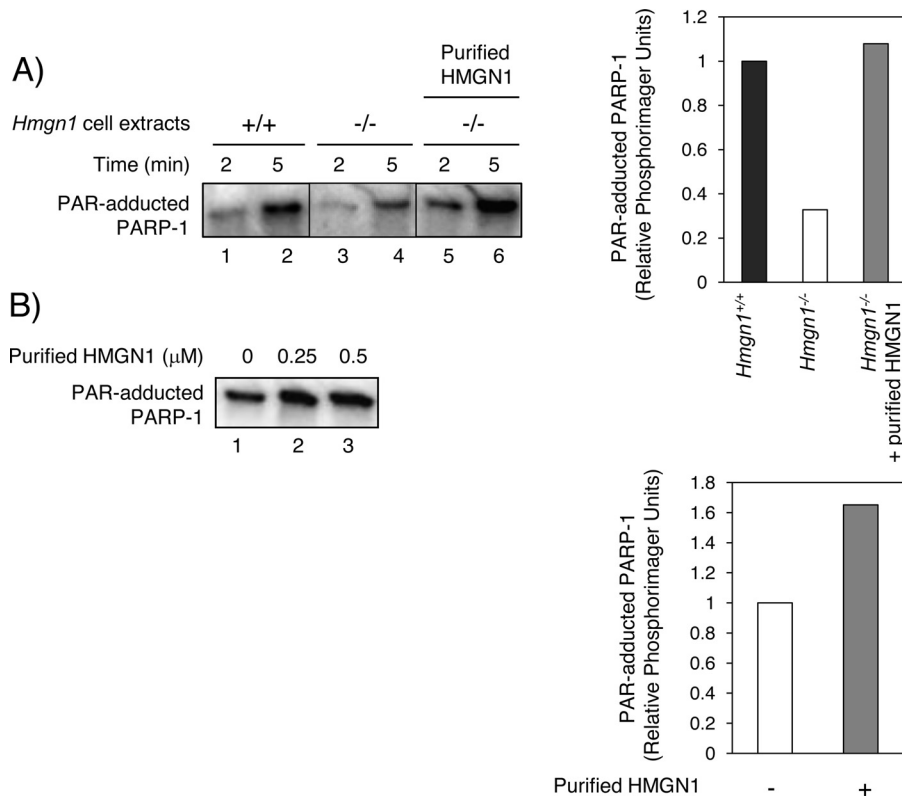 A)
Purified
HMGN1
Hmgn1 cell extracts +/+ -/- -/-
Time (min) 2 5 2 5 2 5
PAR-adducted
PARP-1
1 2 3 4 5 6
PAR-adducted PARP-1
(Relative Phosphorimager Units)
1.2
1
0.8
0.6
0.4
0.2
0
Hmgn1+/+
Hmgn1-/-
Hmgn1-/-
+ purified HMGN1
B)
Purified HMGN1 (μM) 0 0.25 0.5
PAR-adducted
PARP-1
1 2 3
PAR-adducted PARP-1
(Relative Phosphorimager Units)
1.8
1.6
1.4
1.2
1
0.8
0.6
0.4
0.2
0
Purified HMGN1 - +